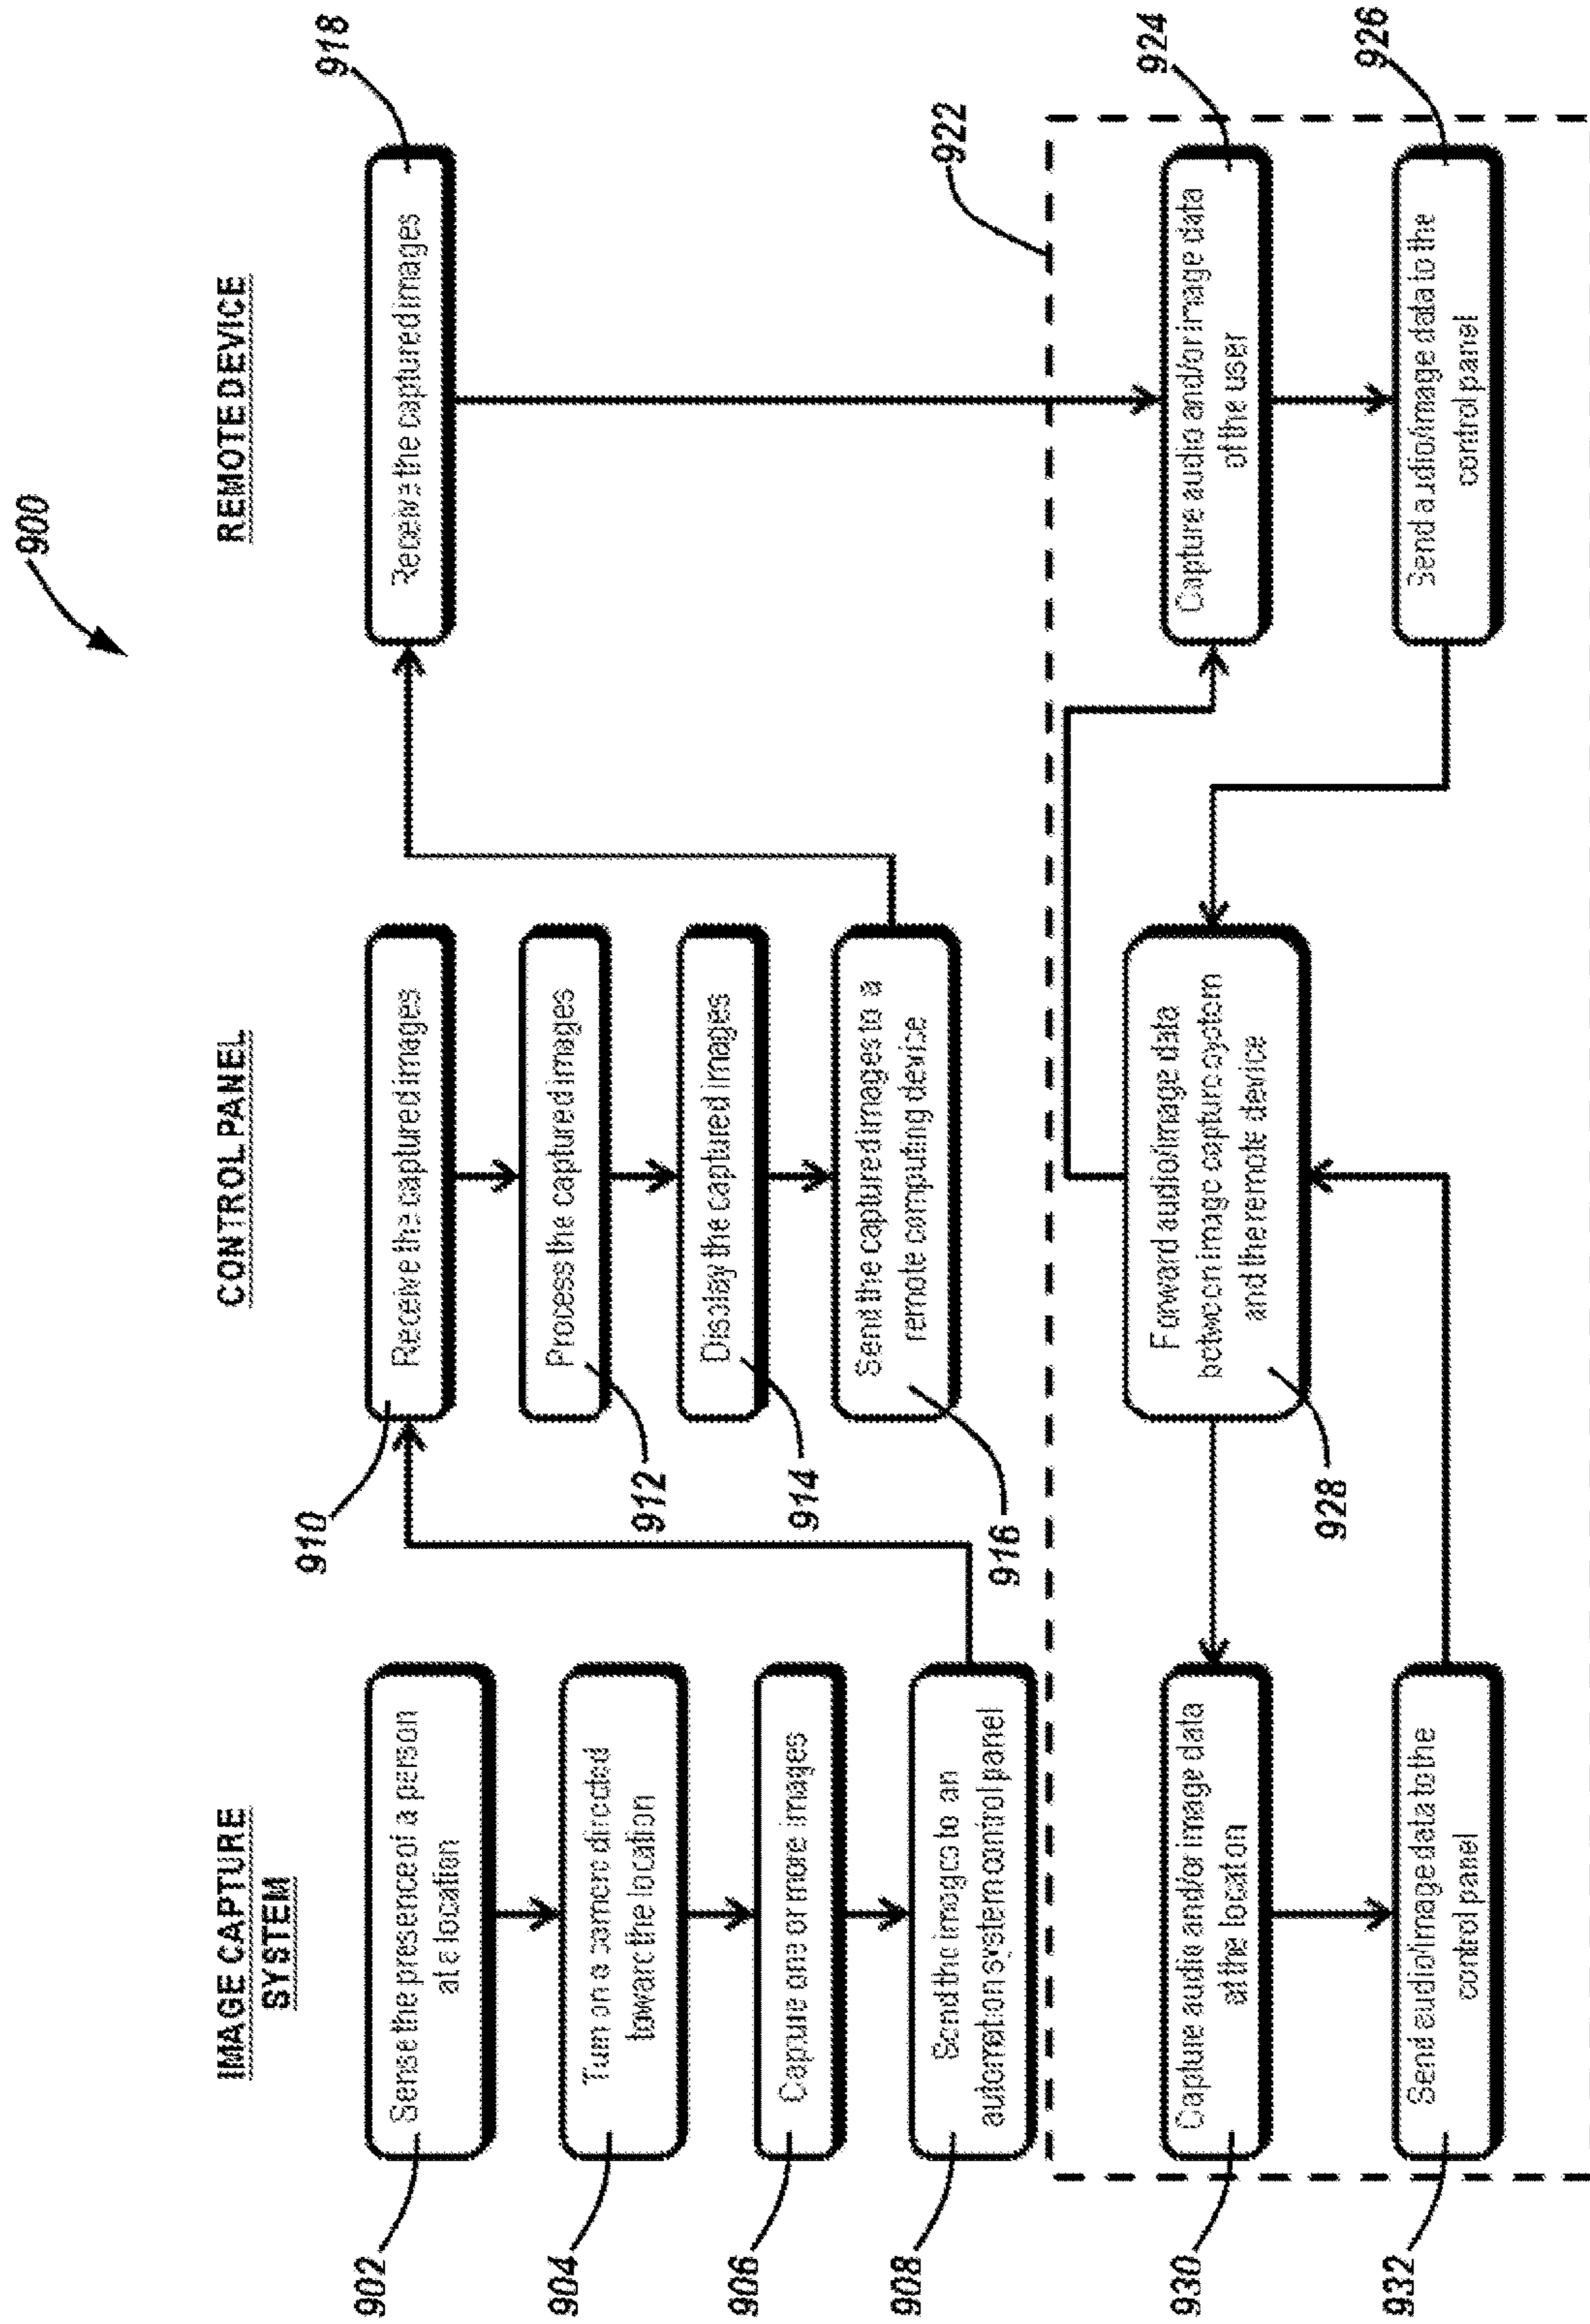 900
IMAGE CAPTURE
SYSTEM
CONTROL PANEL
REMOTE DEVICE
902
Sense the presence of a person
at a location
904
Turn on a camera directed
toward the location
906
Capture one or more images
908
Send the images to an
automation system control panel
910
Receive the captured images
912
Process the captured images
914
Display the captured images
916
Send the captured images to a
remote computing device
918
Receive the captured images
922
924
Capture audio and/or image data
of the user
926
Send audio/image data to the
control panel
928
Forward audio/image data
between image capture system
and the remote device
930
Capture audio and/or image data
at the location
932
Send audio/image data to the
control panel